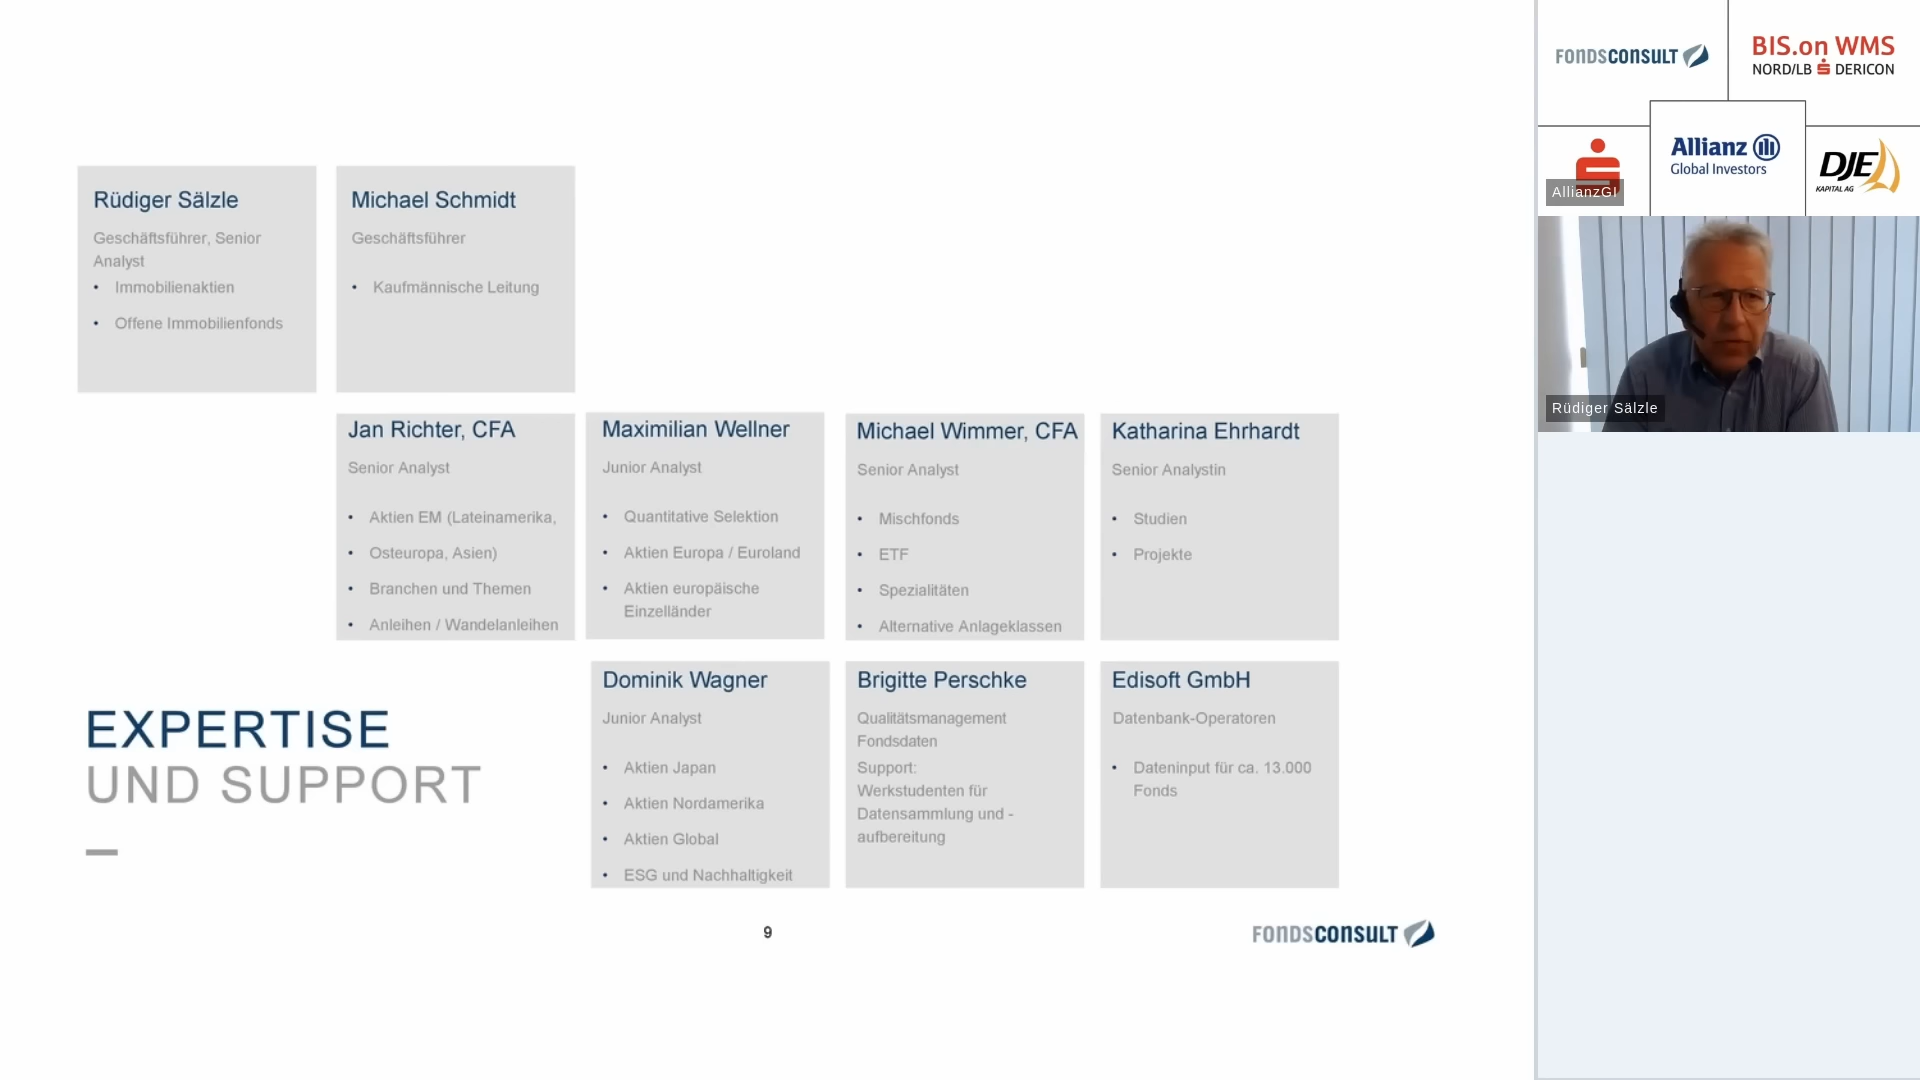 Rüdiger Sälzle
Geschäftsführer, Senior
Analyst
• Immobilienaktien
• Offene Immobilienfonds
Michael Schmidt
Geschäftsführer
• Kaufmännische Leitung
Jan Richter, CFA
Senior Analyst
• Aktien EM (Lateinamerika,
• Osteuropa, Asien)
• Branchen und Themen
• Anleihen / Wandelanleihen
Maximilian Wellner
Junior Analyst
• Quantitative Selektion
• Aktien Europa / Euroland
• Aktien europäische
Einzelländer
Michael Wimmer, CFA
Senior Analyst
• Mischfonds
• ETF
• Spezialitäten
• Alternative Anlageklassen
Katharina Ehrhardt
Senior Analystin
• Studien
• Projekte
Dominik Wagner
Junior Analyst
• Aktien Japan
• Aktien Nordamerika
• Aktien Global
• ESG und Nachhaltigkeit
Brigitte Perschke
Qualitätsmanagement
Fondsdaten
Support:
Werkstudenten für
Datensammlung und -
aufbereitung
Edisoft GmbH
Datenbank-Operatoren
• Dateninput für ca. 13.000
Fonds
EXPERTISE
UND SUPPORT
9
FONDSCONSULT
FONDSCONSULT
BIS.on WMS
NORD/LB DERICON
AllianzGI
Allianz
Global Investors
DJE
KAPITAL AG
Rüdiger Sälzle